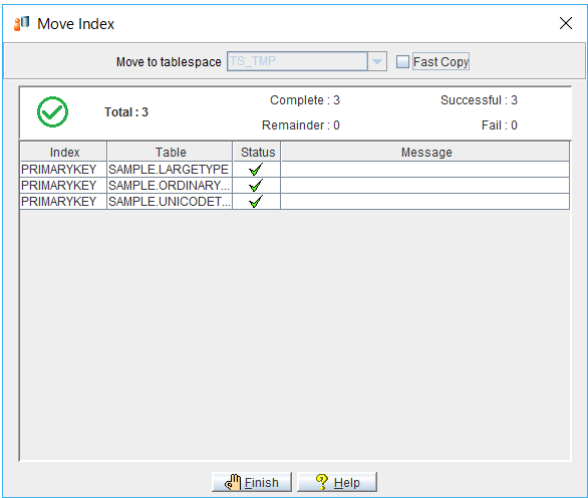 Move Index
Move to tablespace TS_TMP Fast Copy
Total : 3 Complete : 3 Successful : 3
Remainder : 0 Fail : 0
Index Table Status Message
PRIMARYKEY SAMPLE.LARGETYPE
PRIMARYKEY SAMPLE.ORDINARY...
PRIMARYKEY SAMPLE.UNICODET...
Finish Help